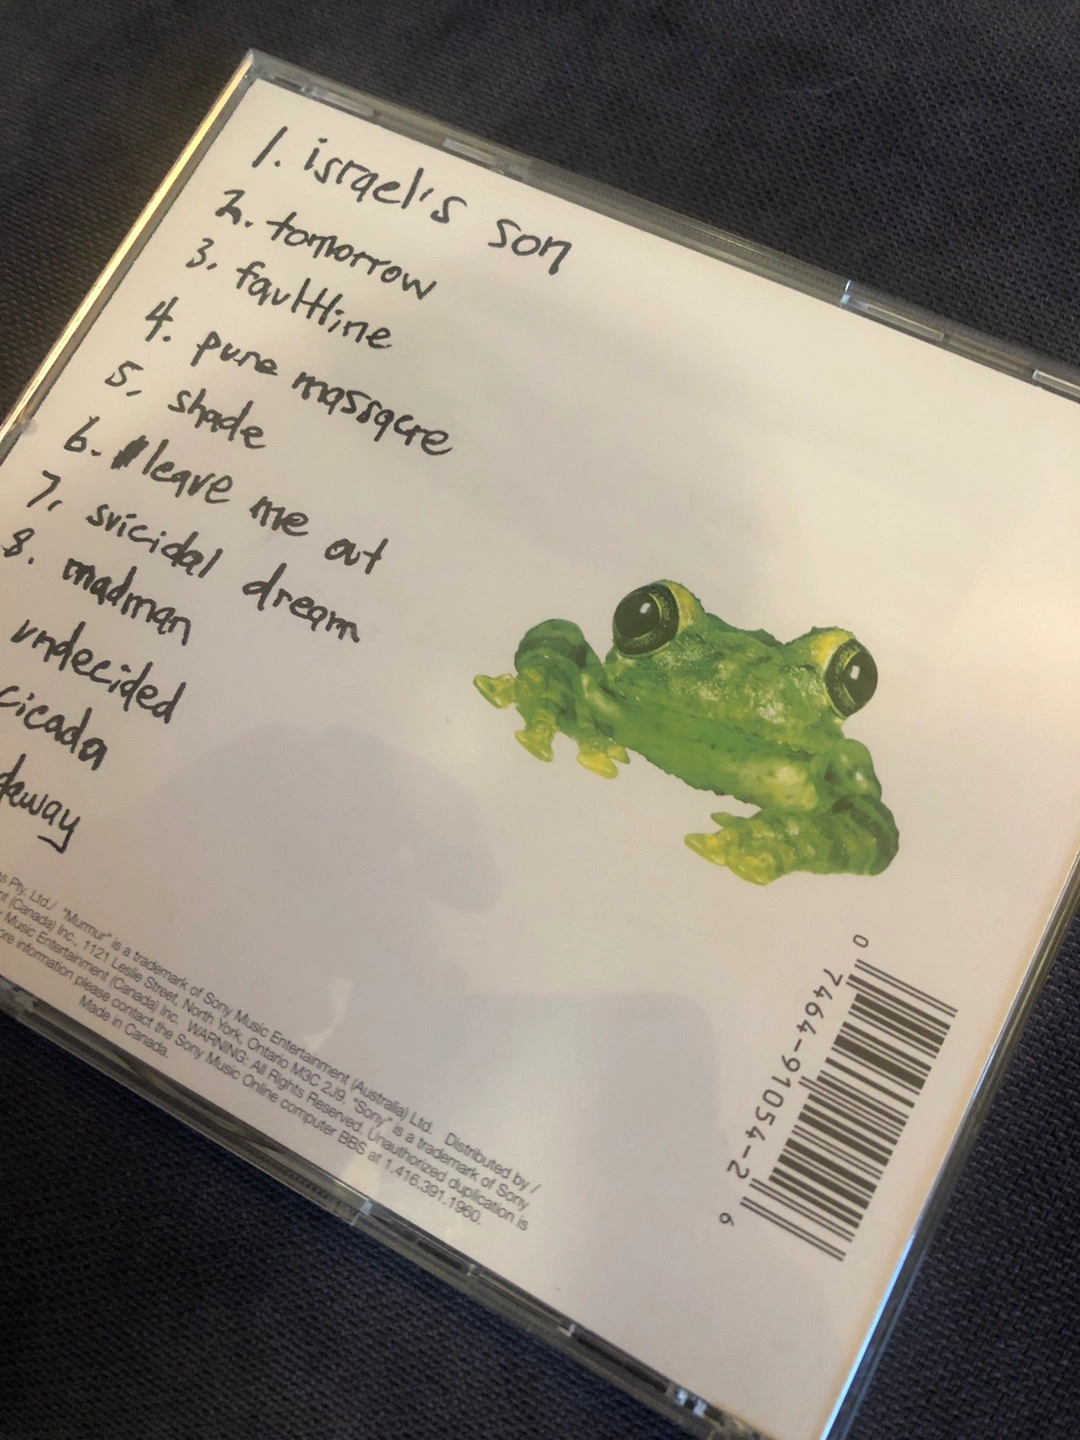 1. israel's son
2. tomorrow
3. faultline
4. pure massacre
5. shade
6. leave me out
7. suicidal dream
8. madman
undecided
cicada
away
Pty. Ltd./ "Murmur" is a trademark of Sony Music Entertainment (Australia) Ltd. Distributed by /
(Canada) Inc., 1121 Leslie Street, North York, Ontario M3C 2J9. "Sony" is a trademark of Sony
Music Entertainment (Canada) Inc. WARNING: All Rights Reserved. Unauthorized duplication is
information please contact the Sony Music Online computer BBS at 1.416.391.1960.
Made in Canada.
0 7464-91054-2 6